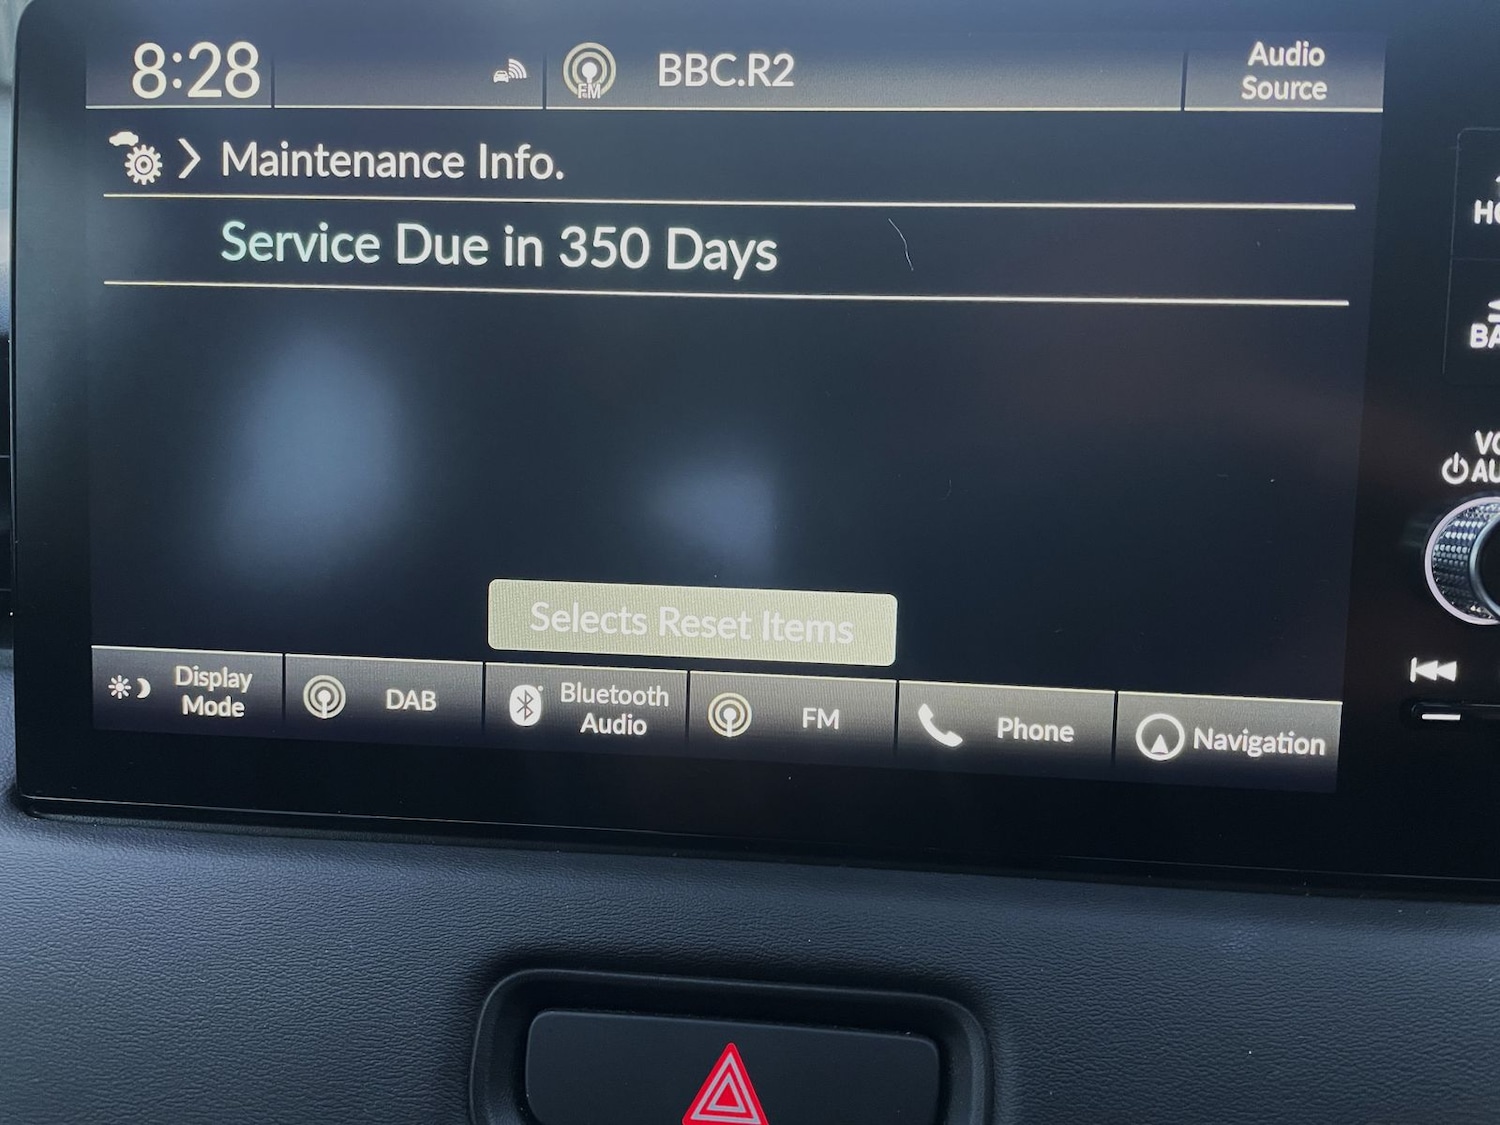 8:28
FM
BBC.R2
Audio
Source
Maintenance Info.
Service Due in 350 Days
Selects Reset Items
Display
Mode
DAB
Bluetooth
Audio
FM
Phone
Navigation